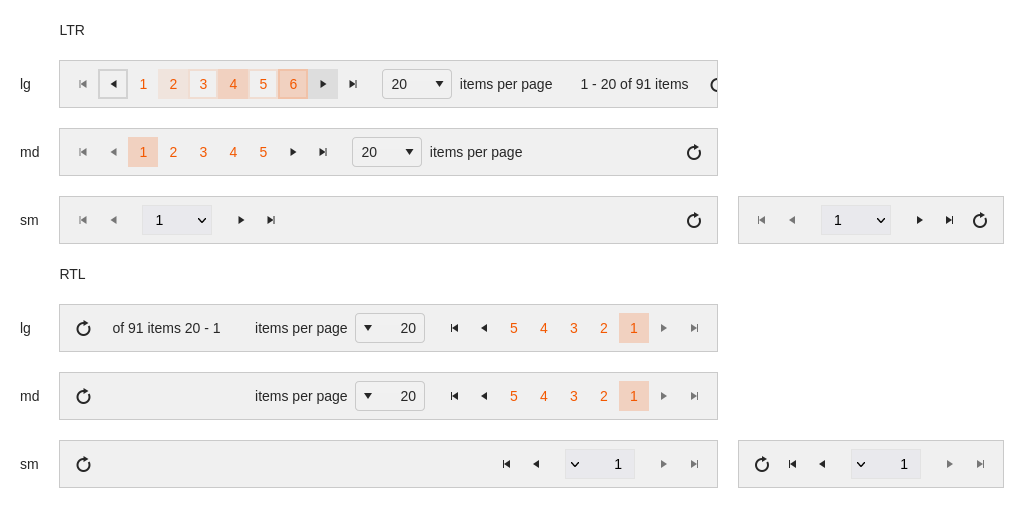 LTR
lg 1 2 3 4 5 6 20 items per page 1 - 20 of 91 items
md 1 2 3 4 5 20 items per page
sm 1 1
RTL
lg of 91 items 20 - 1 items per page 20 5 4 3 2 1
md items per page 20 5 4 3 2 1
sm 1 1